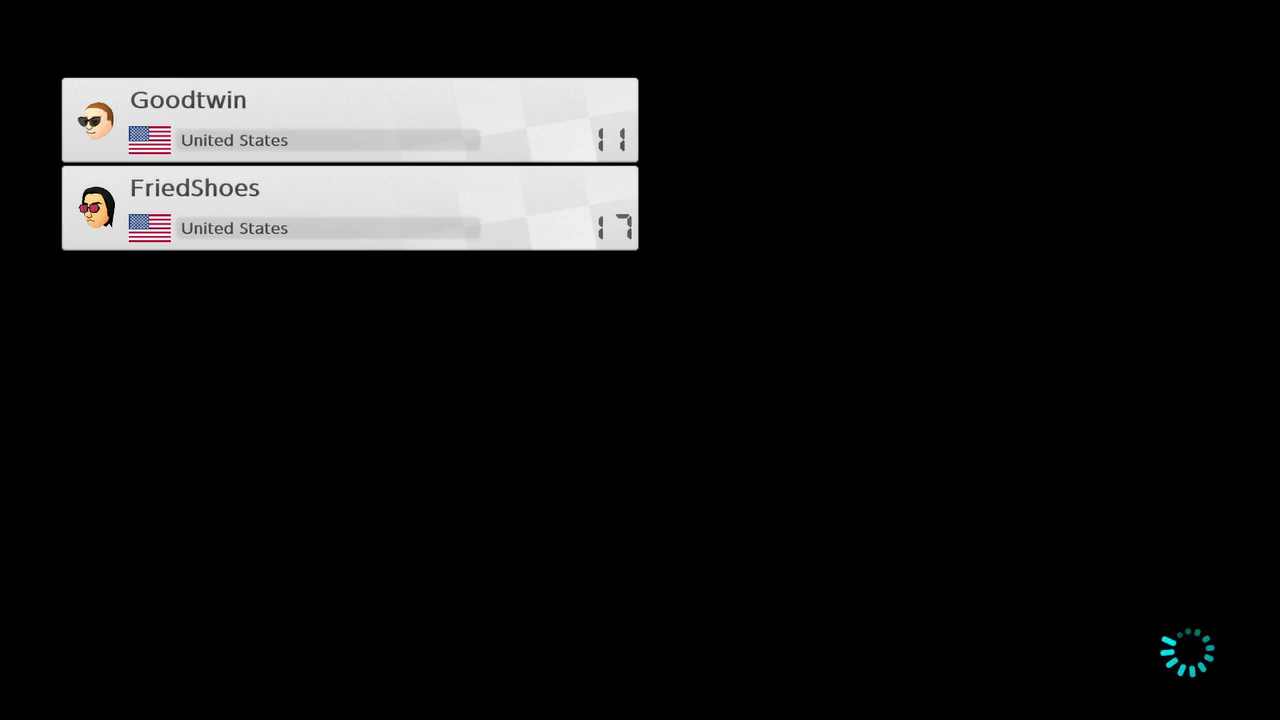 Goodtwin
United States
11
FriedShoes
United States
17